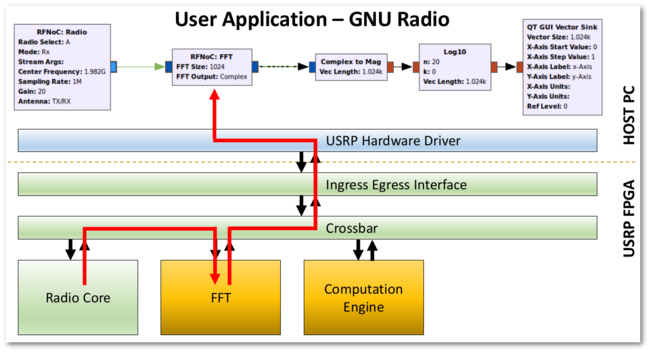 User Application – GNU Radio
RFNoC: Radio
Radio Select: A
Mode: Rx
Stream Args:
Center Frequency: 1.982G
Sampling Rate: 1M
Gain: 20
Antenna: TX/RX
RFNoC: FFT
FFT Size: 1024
FFT Output: Complex
Complex to Mag
Vec Length: 1.024k
Log10
n: 20
k: 0
Vec Length: 1.024k
QT GUI Vector Sink
Vector Size: 1.024k
X-Axis Start Value: 0
X-Axis Step Value: 1
X-Axis Label: x-Axis
Y-Axis Label: y-Axis
X-Axis Units:
Y-Axis Units:
Ref Level: 0
HOST PC
USRP Hardware Driver
USRP FPGA
Ingress Egress Interface
Crossbar
Radio Core
FFT
Computation
Engine